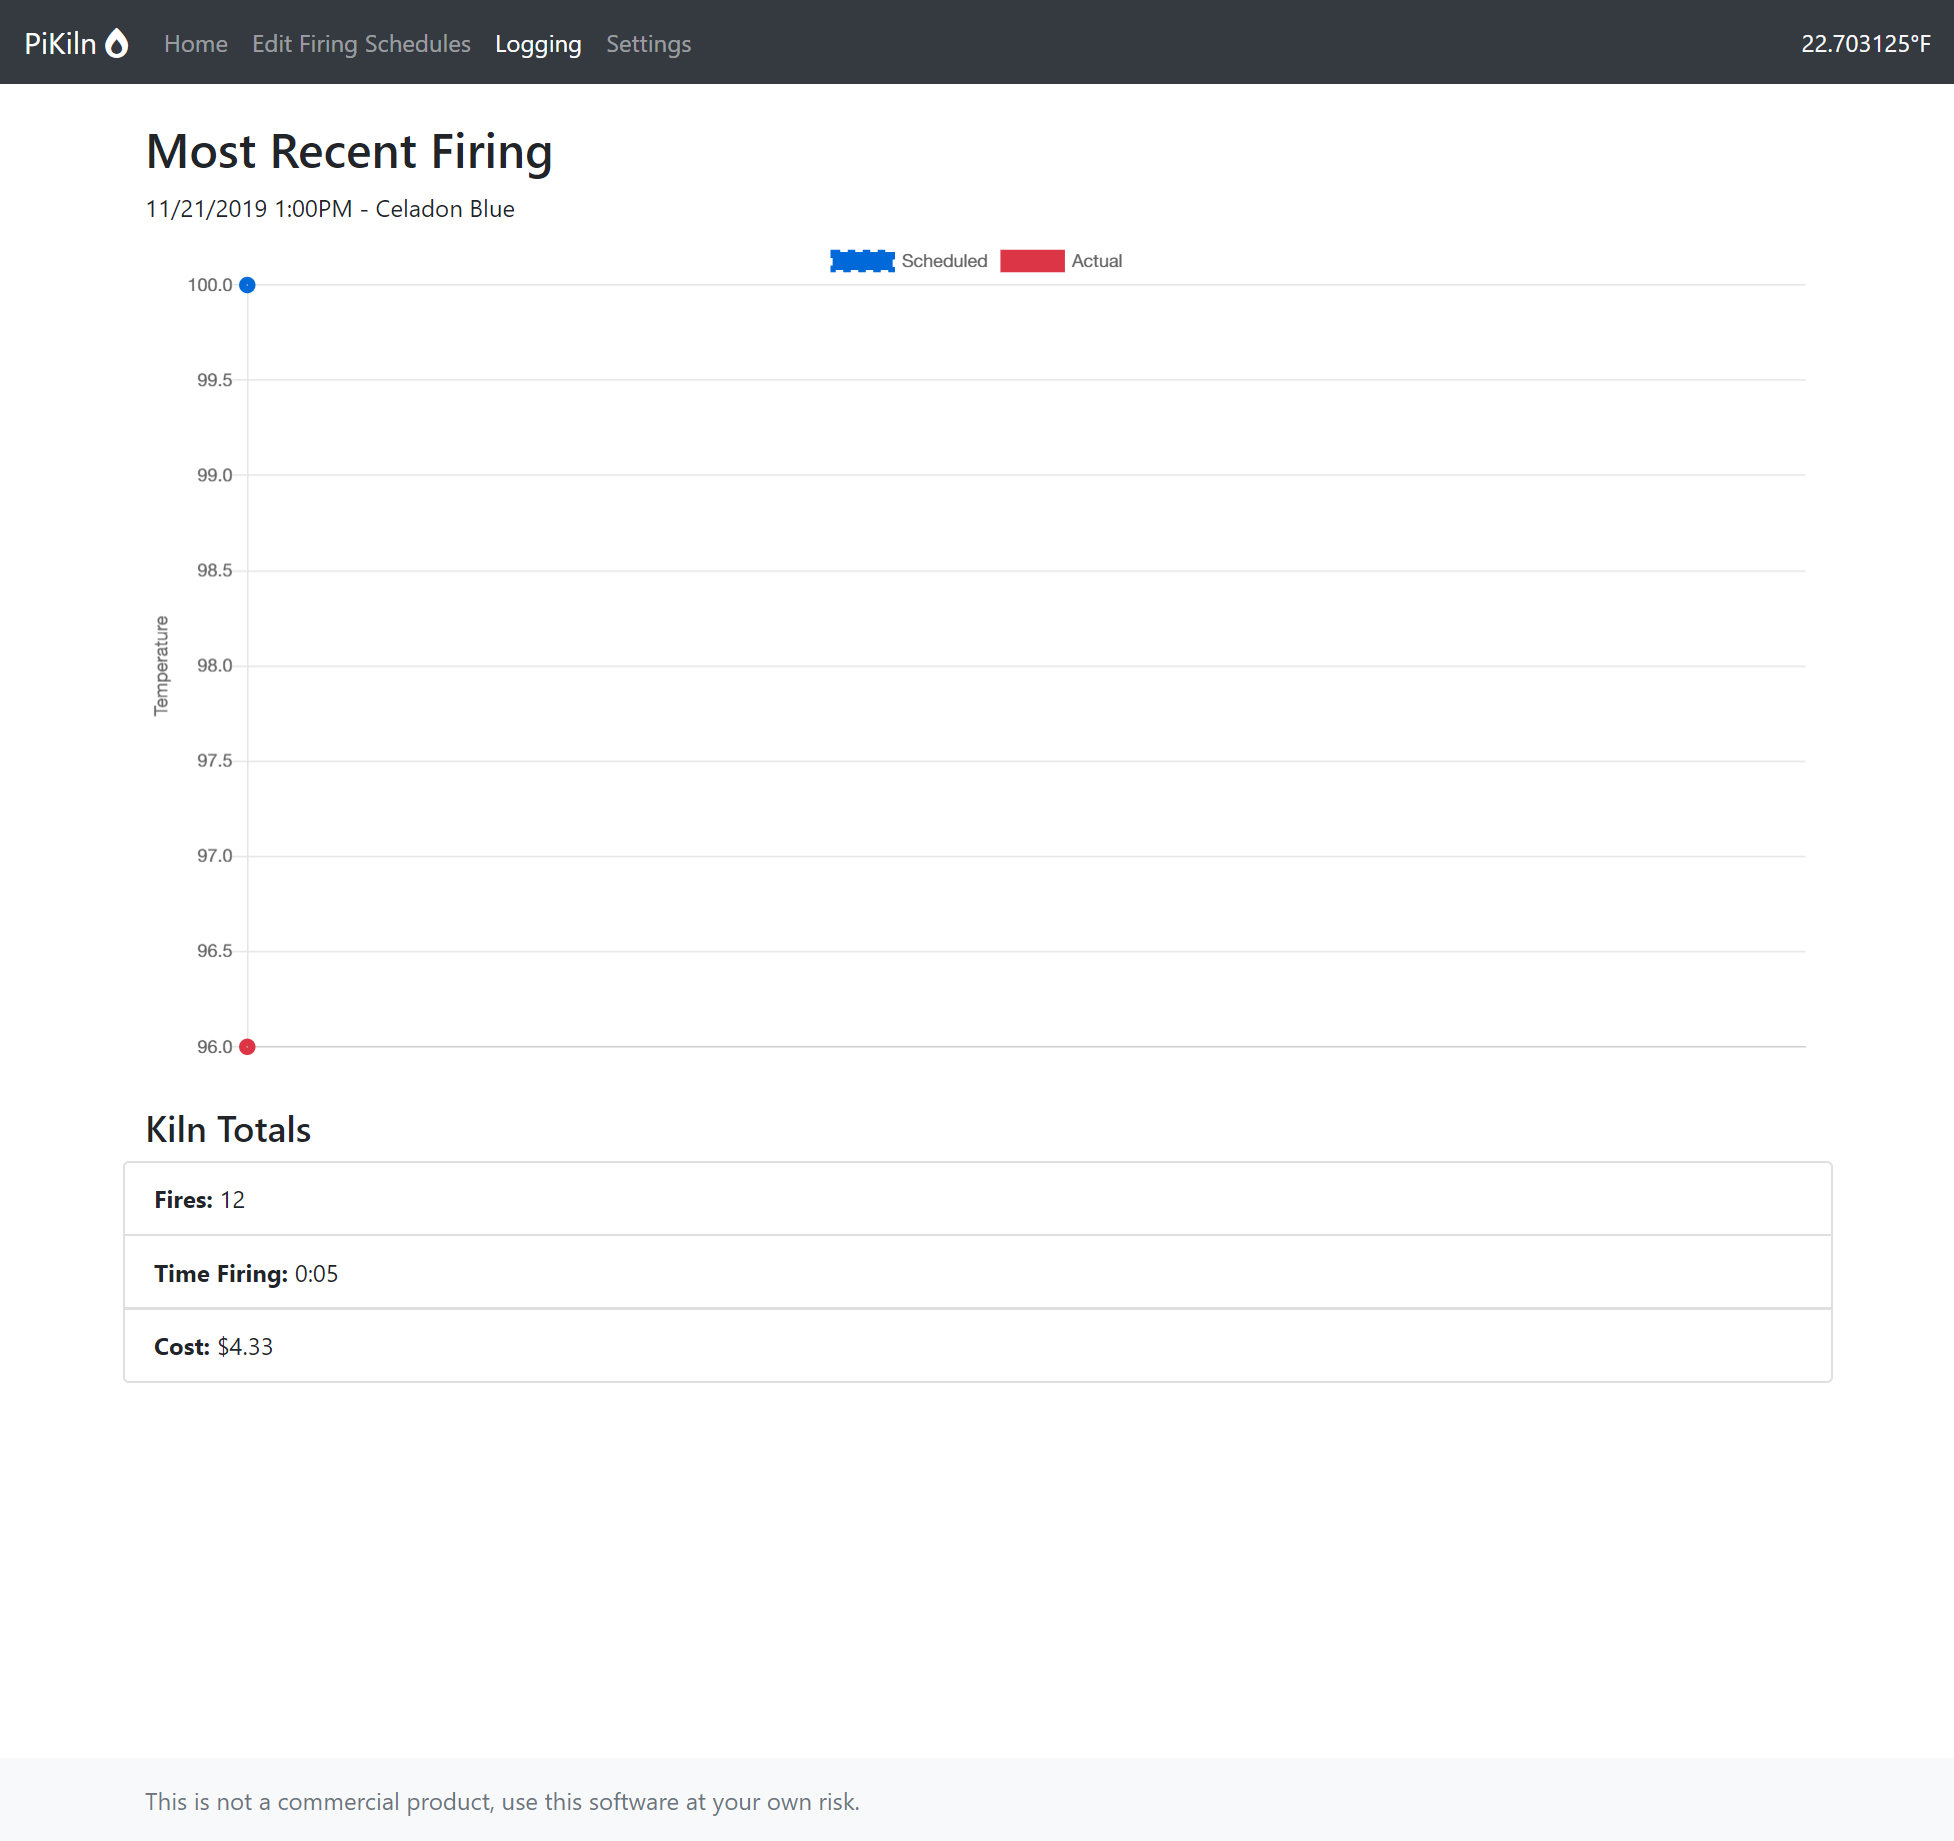 PiKiln Home Edit Firing Schedules Logging Settings 22.703125°F
Most Recent Firing
11/21/2019 1:00PM - Celadon Blue
Scheduled Actual
100.0
99.5
99.0
98.5
98.0
97.5
97.0
96.5
96.0
Temperature
Kiln Totals
Fires: 12
Time Firing: 0:05
Cost: $4.33
This is not a commercial product, use this software at your own risk.